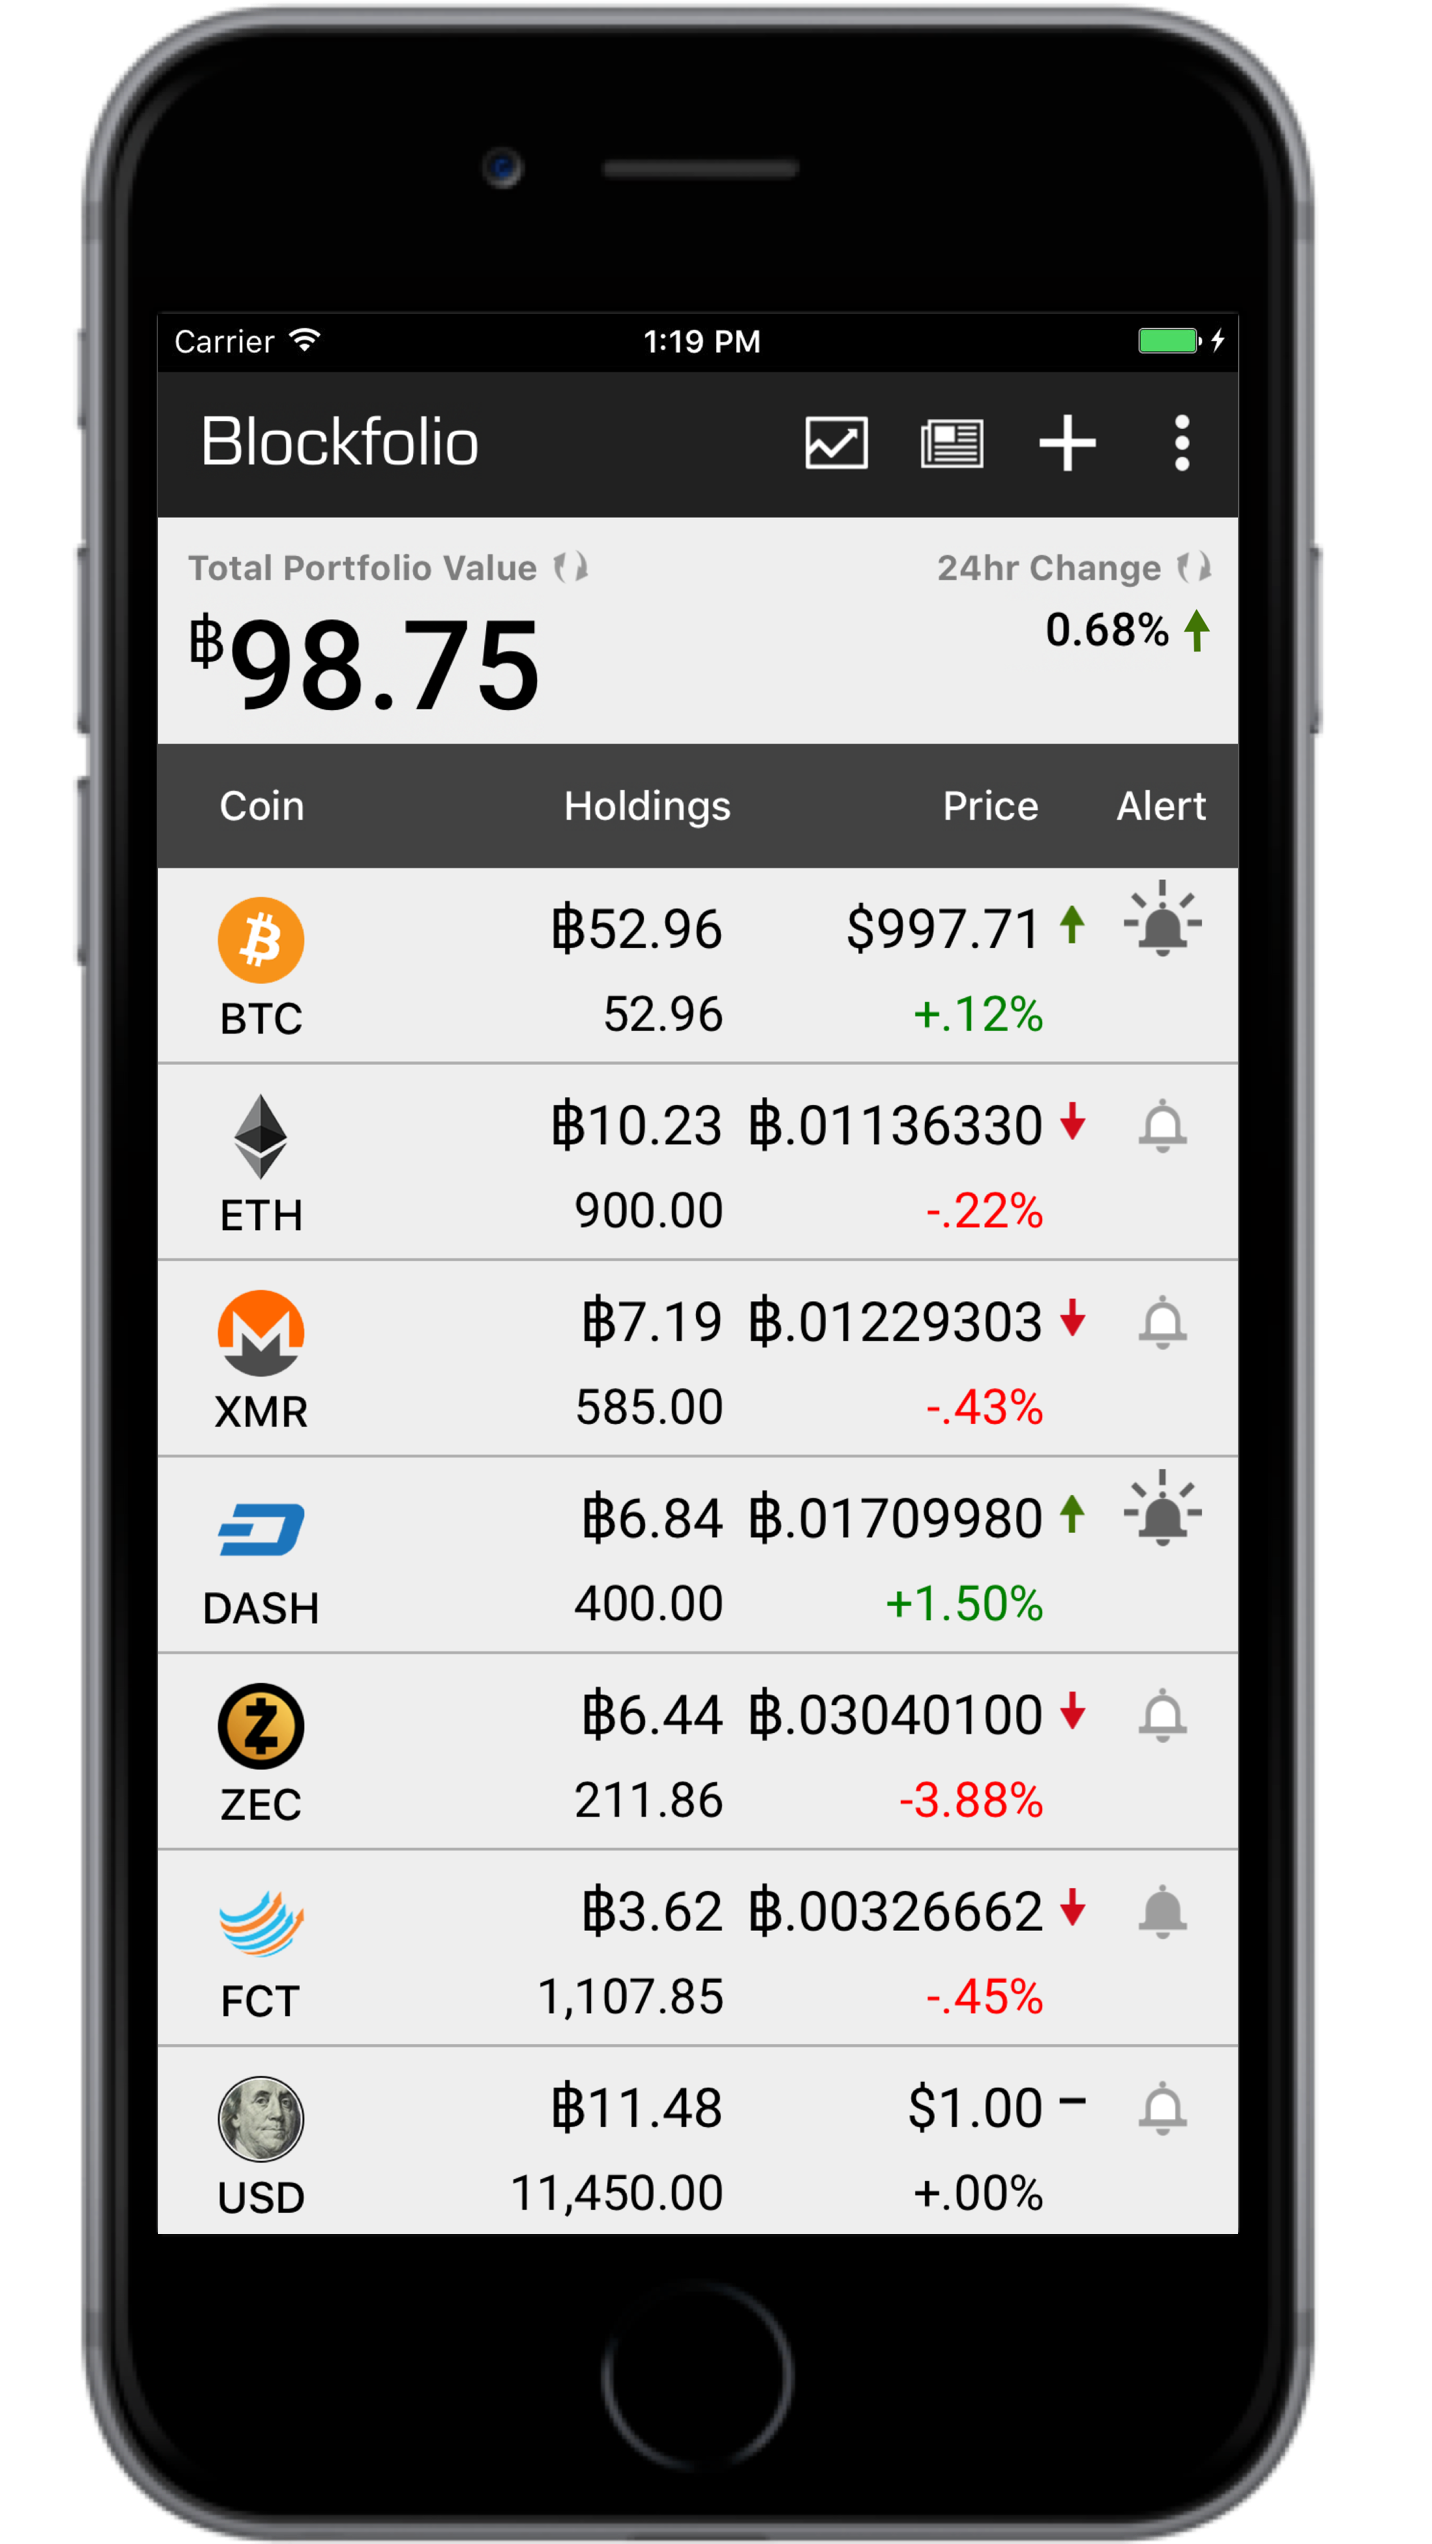 Carrier 1:19 PM
Blockfolio
Total Portfolio Value 24hr Change
฿98.75 0.68%
Coin Holdings Price Alert
฿52.96 $997.71
BTC 52.96 +.12%
฿10.23 ฿.01136330
ETH 900.00 -.22%
฿7.19 ฿.01229303
XMR 585.00 -.43%
฿6.84 ฿.01709980
DASH 400.00 +1.50%
฿6.44 ฿.03040100
ZEC 211.86 -3.88%
฿3.62 ฿.00326662
FCT 1,107.85 -.45%
฿11.48 $1.00 –
USD 11,450.00 +.00%